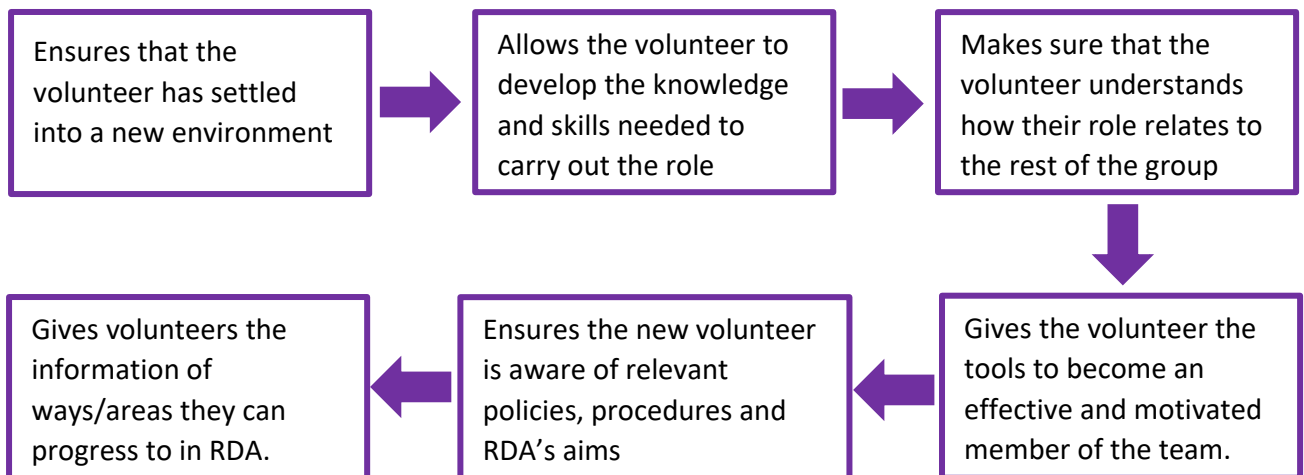 Ensures that the
volunteer has settled
into a new environment
Allows the volunteer to
develop the knowledge
and skills needed to
carry out the role
Makes sure that the
volunteer understands
how their role relates to
the rest of the group
Gives the volunteer the
tools to become an
effective and motivated
member of the team.
Ensures the new volunteer
is aware of relevant
policies, procedures and
RDA’s aims
Gives volunteers the
information of
ways/areas they can
progress to in RDA.